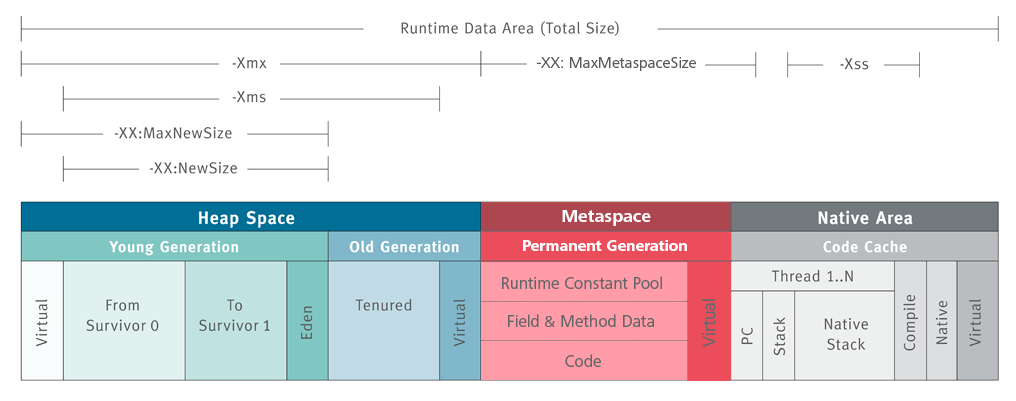 Runtime Data Area (Total Size)
-Xmx
-XX: MaxMetaspaceSize
-Xss
-Xms
-XX:MaxNewSize
-XX:NewSize
Heap Space
Metaspace
Native Area
Young Generation
Old Generation
Permanent Generation
Code Cache
Virtual
From
Survivor 0
To
Survivor 1
Eden
Tenured
Virtual
Runtime Constant Pool
Field & Method Data
Code
Virtual
Thread 1..N
PC
Stack
Native
Stack
Compile
Native
Virtual